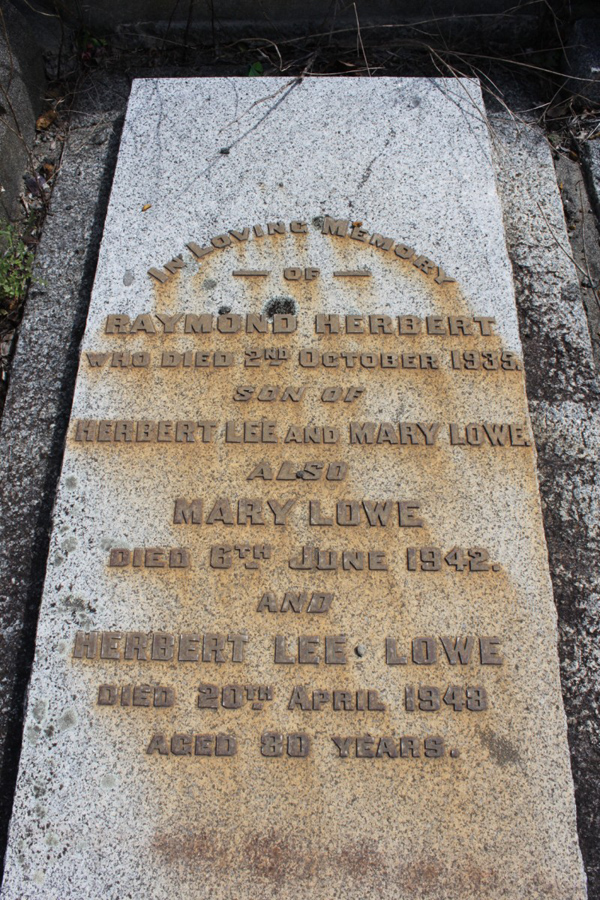 IN LOVING MEMORY
— OF —
RAYMOND HERBERT
WHO DIED 2ND OCTOBER 1935.
SON OF
HERBERT LEE AND MARY LOWE.
ALSO
MARY LOWE
DIED 6TH JUNE 1942.
AND
HERBERT LEE LOWE
DIED 20TH APRIL 1943
AGED 80 YEARS.